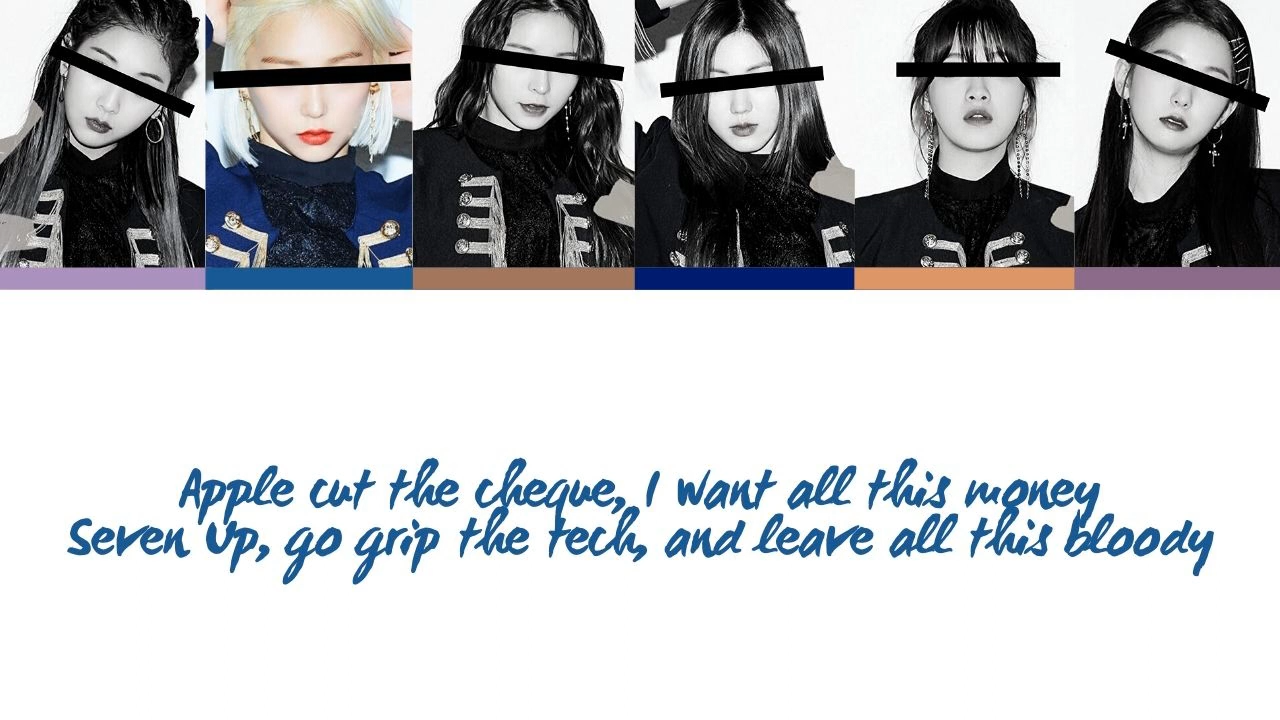 Apple cut the cheque, I want all this money
Seven Up, go grip the tech, and leave all this bloody